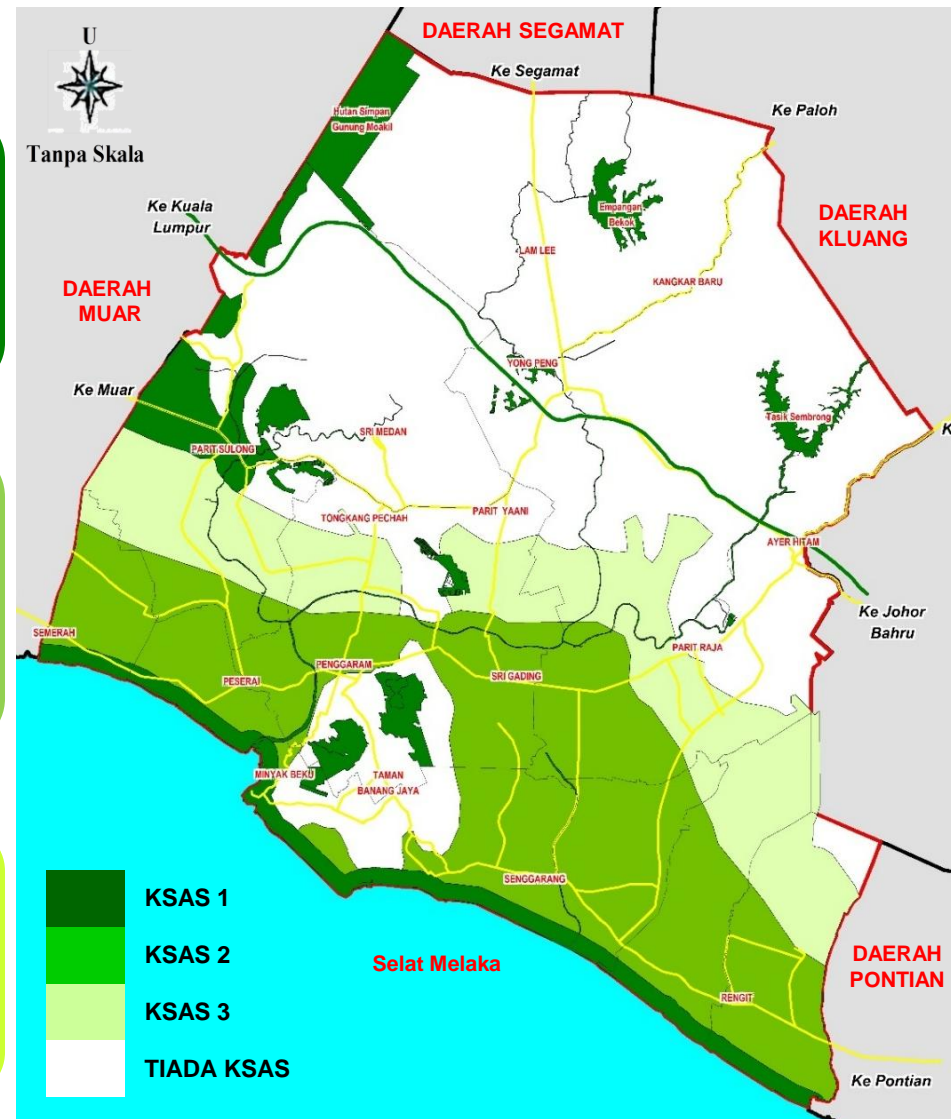 DAERAH SEGAMAT
U
Ke Segamat
Hutan Simpan
Gunung Moakil
Ke Paloh
Tanpa Skala
Ke Kuala
Lumpur
Empangan
Bekok
DAERAH
KLUANG
LAM LEE
KANGKAR BARU
DAERAH
MUAR
YONG PENG
Ke Muar
Tasik Sembrong
SRI MEDAN
K
PARIT SULONG
TONGKANG PECHAH
PARIT YAANI
AYER HITAM
Ke Johor
Bahru
SEMERAH
PARIT RAJA
PENGGARAM
PESERAI
SRI GADING
MINYAK BEKU
TAMAN
BANANG JAYA
SENGGARANG
KSAS 1
KSAS 2
Selat Melaka
DAERAH
PONTIAN
RENGIT
KSAS 3
TIADA KSAS
Ke Pontian